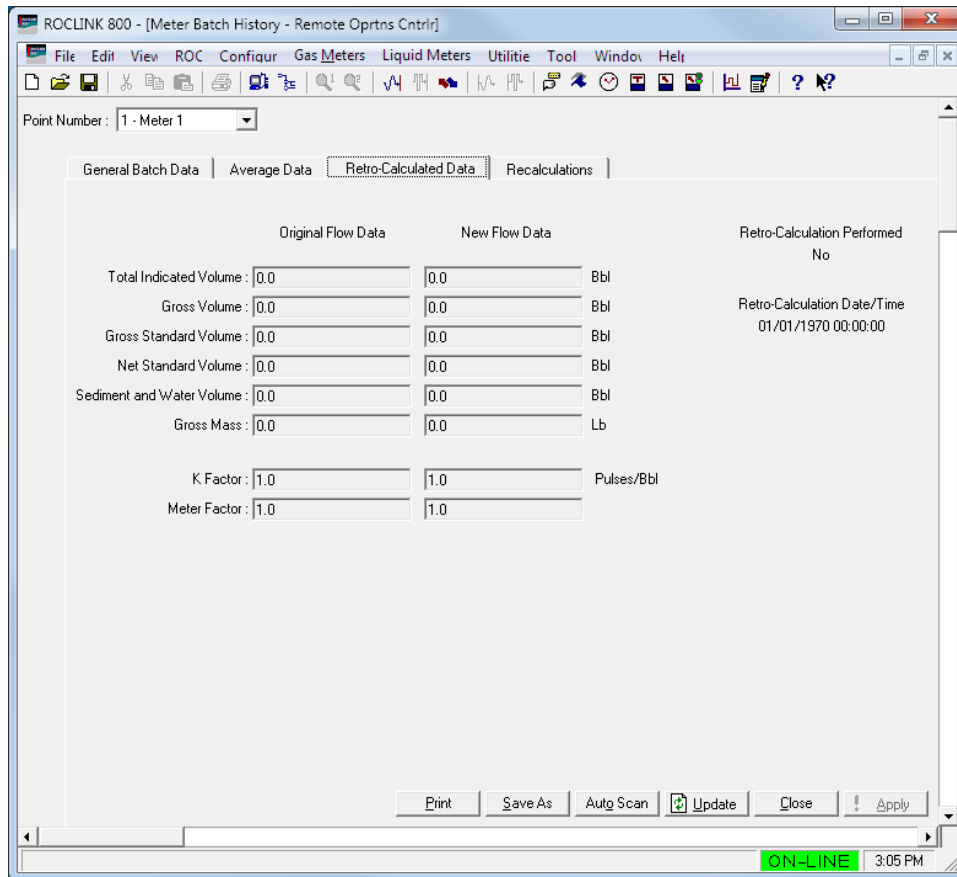 ROCLINK 800 - [Meter Batch History - Remote Oprtns Cntrlr]
File Edit View ROC Configur Gas Meters Liquid Meters Utilitie Tool Window Help
Point Number : 1 - Meter 1
General Batch Data Average Data Retro-Calculated Data Recalculations
Original Flow Data New Flow Data Retro-Calculation Performed
No
Total Indicated Volume : 0.0 0.0 Bbl
Gross Volume : 0.0 0.0 Bbl Retro-Calculation Date/Time
Gross Standard Volume : 0.0 0.0 Bbl 01/01/1970 00:00:00
Net Standard Volume : 0.0 0.0 Bbl
Sediment and Water Volume : 0.0 0.0 Bbl
Gross Mass : 0.0 0.0 Lb
K Factor : 1.0 1.0 Pulses/Bbl
Meter Factor : 1.0 1.0
Print Save As Auto Scan Update Close ! Apply
ON-LINE 3:05 PM